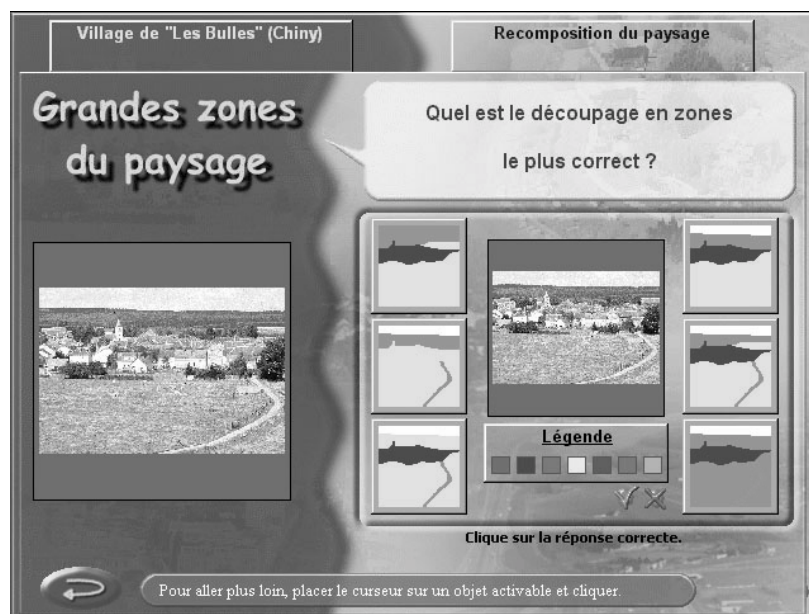 Village de "Les Bulles" (Chiny)
Recomposition du paysage
Grandes zones
du paysage
Quel est le découpage en zones
le plus correct ?
Légende
Clique sur la réponse correcte.
Pour aller plus loin, placer le curseur sur un objet activable et cliquer.